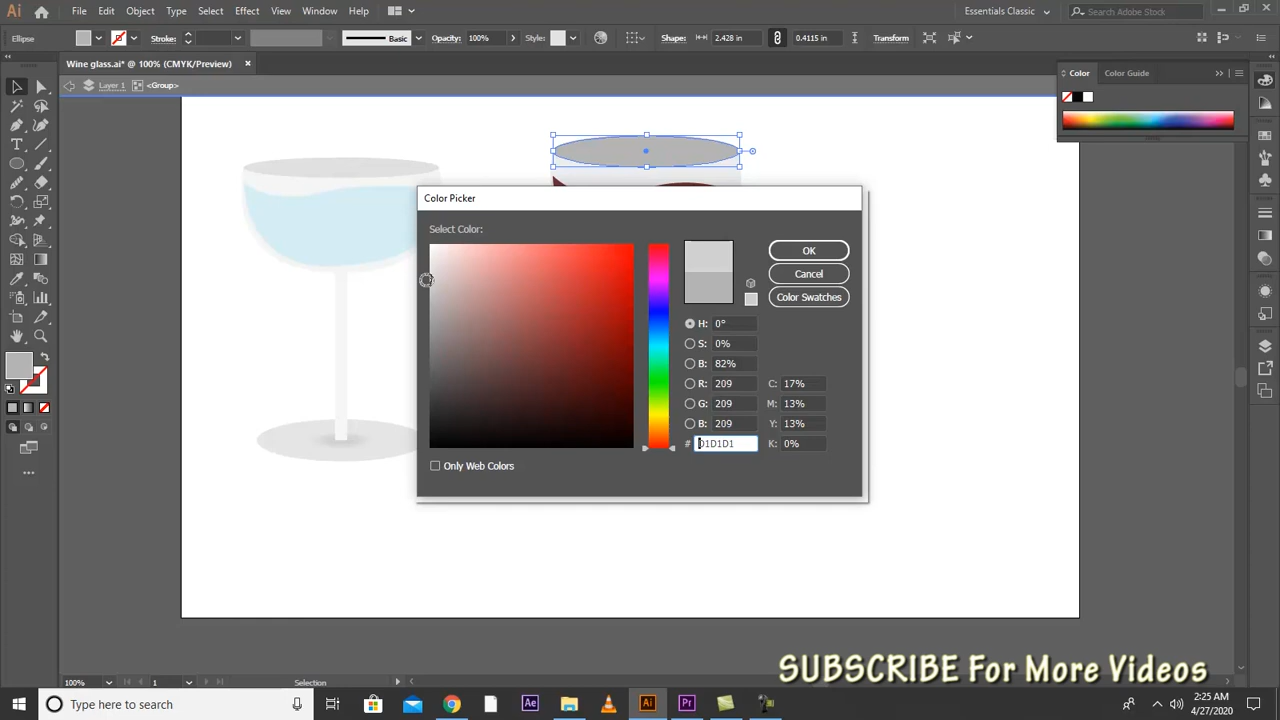 Ai File Edit Object Type Select Effect View Window Help Essentials Classic Search Adobe Stock
Ellipse Stroke: Basic Opacity: 100% Style: Shape: 2.428 in 0.4115 in Transform
Wine glass.ai* @ 100% (CMYK/Preview)
Layer 1 <Group>
Color Color Guide
Color Picker
Select Color:
OK
Cancel
Color Swatches
H: 0°
S: 0%
B: 82%
R: 209 C: 17%
G: 209 M: 13%
B: 209 Y: 13%
# D1D1D1 K: 0%
Only Web Colors
SUBSCRIBE For More Videos
100% 1 Selection
Type here to search Ae Ai Pr 2:25 AM
4/27/2020